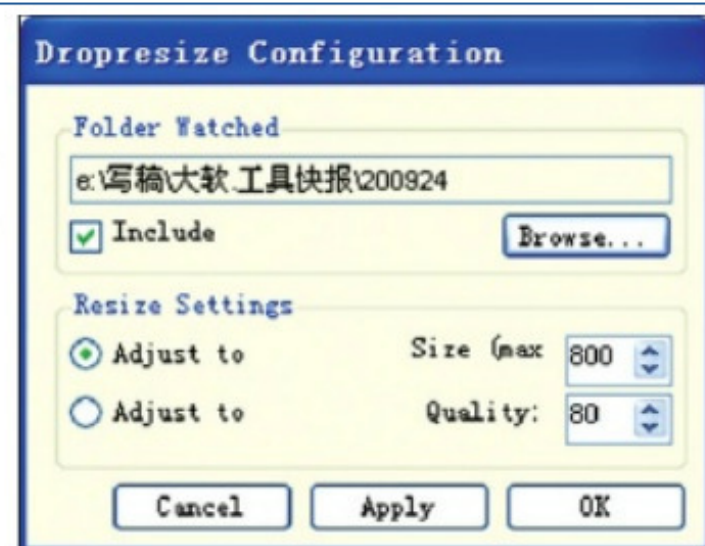 Dropresize Configuration
Folder Watched
e:\写稿\大软.工具快报\200924
Include
Browse...
Resize Settings
Adjust to
Size (max
800
Adjust to
Quality:
80
Cancel
Apply
OK